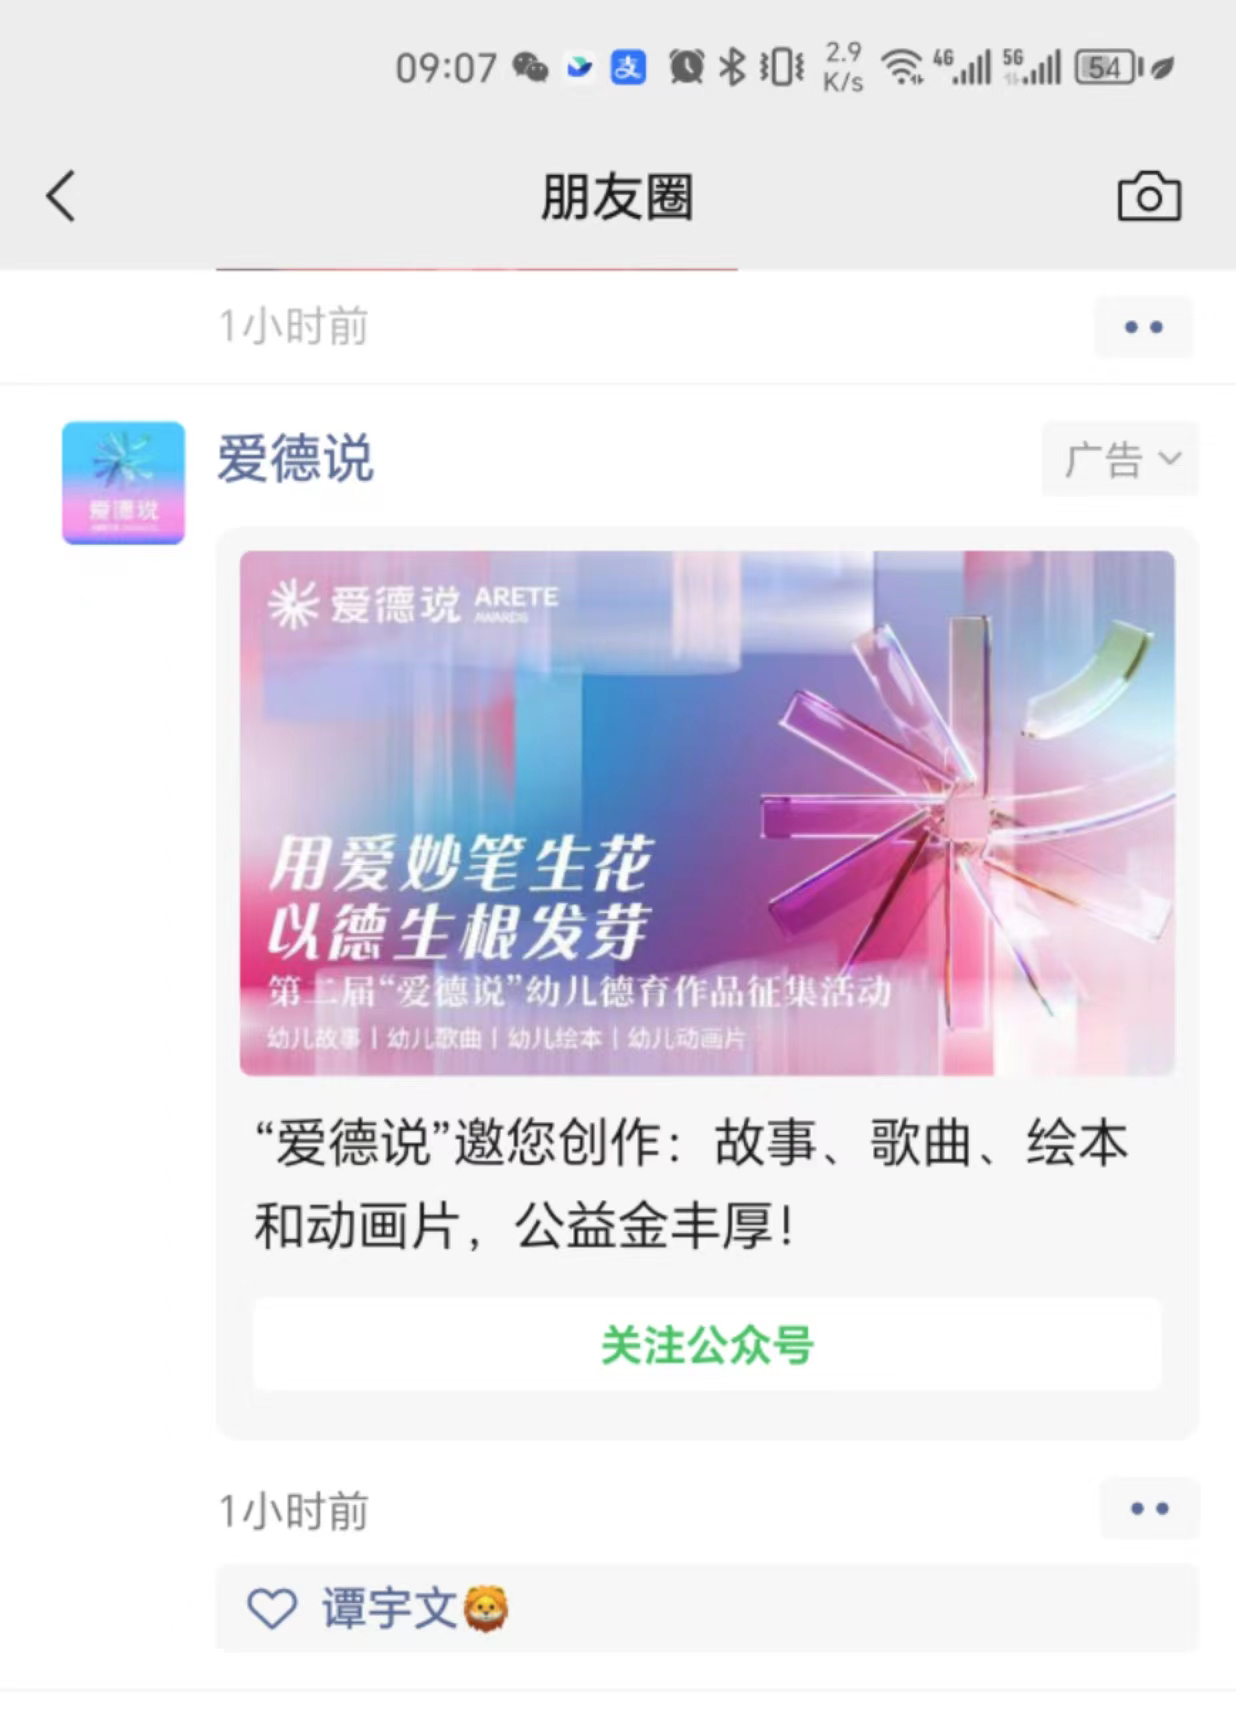 09:07 支 2.9 K/s 4G 5G 54
朋友圈
1小时前
爱德说
广告
爱德说
爱德说 ARETE
AWARDS
用爱妙笔生花
以德生根发芽
第二届“爱德说”幼儿德育作品征集活动
幼儿故事 | 幼儿歌曲 | 幼儿绘本 | 幼儿动画片
“爱德说”邀您创作：故事、歌曲、绘本
和动画片，公益金丰厚！
关注公众号
1小时前
谭宇文🦁